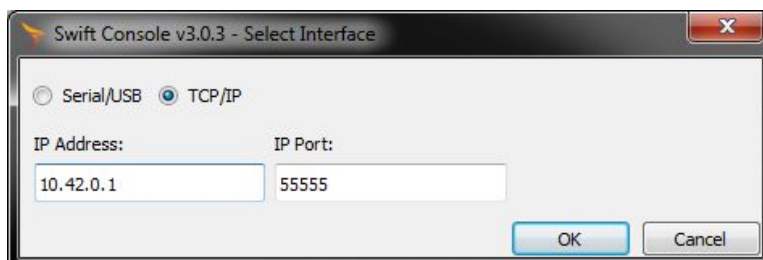 Swift Console v3.0.3 - Select Interface
Serial/USB TCP/IP
IP Address: IP Port:
10.42.0.1 55555
OK Cancel